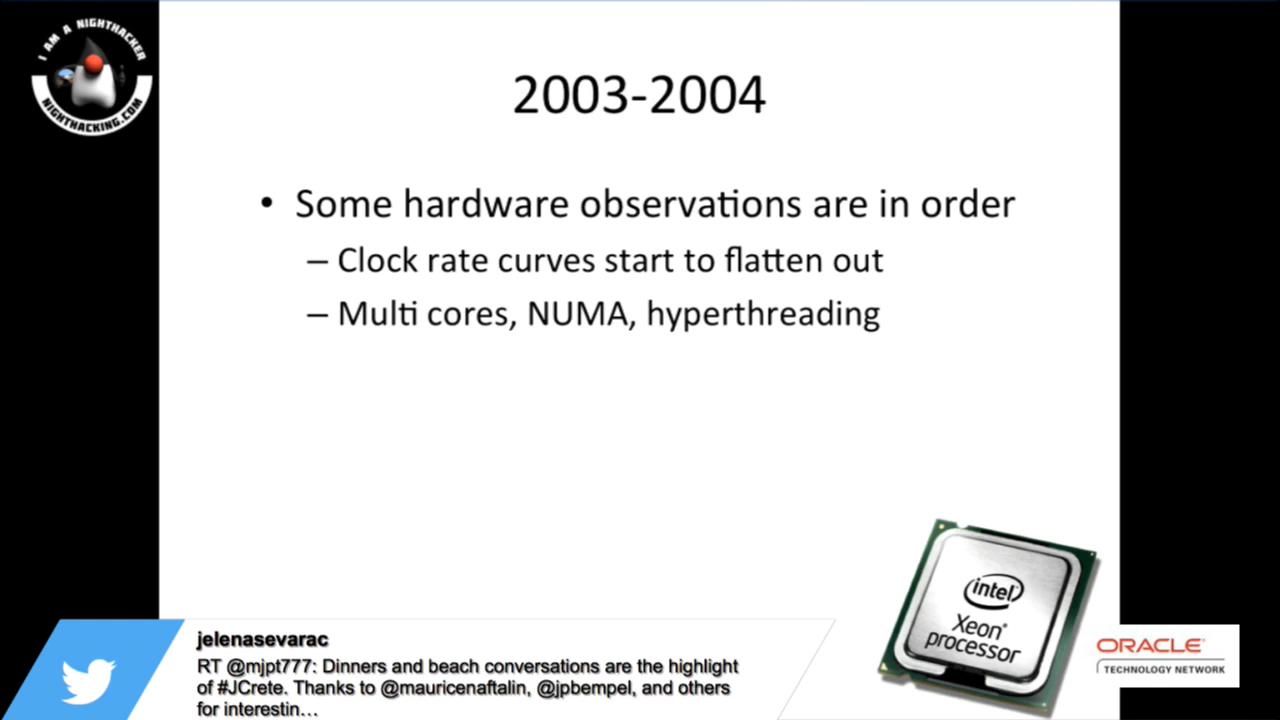 I AM A NIGHTHACKER
NIGHTHACKING.COM
2003-2004
• Some hardware observations are in order
– Clock rate curves start to flatten out
– Multi cores, NUMA, hyperthreading
intel
Xeon®
processor
jelenasevarac
RT @mjpt777: Dinners and beach conversations are the highlight
of #JCrete. Thanks to @mauricenaftalin, @jpbempel, and others
for interestin…
ORACLE
TECHNOLOGY NETWORK